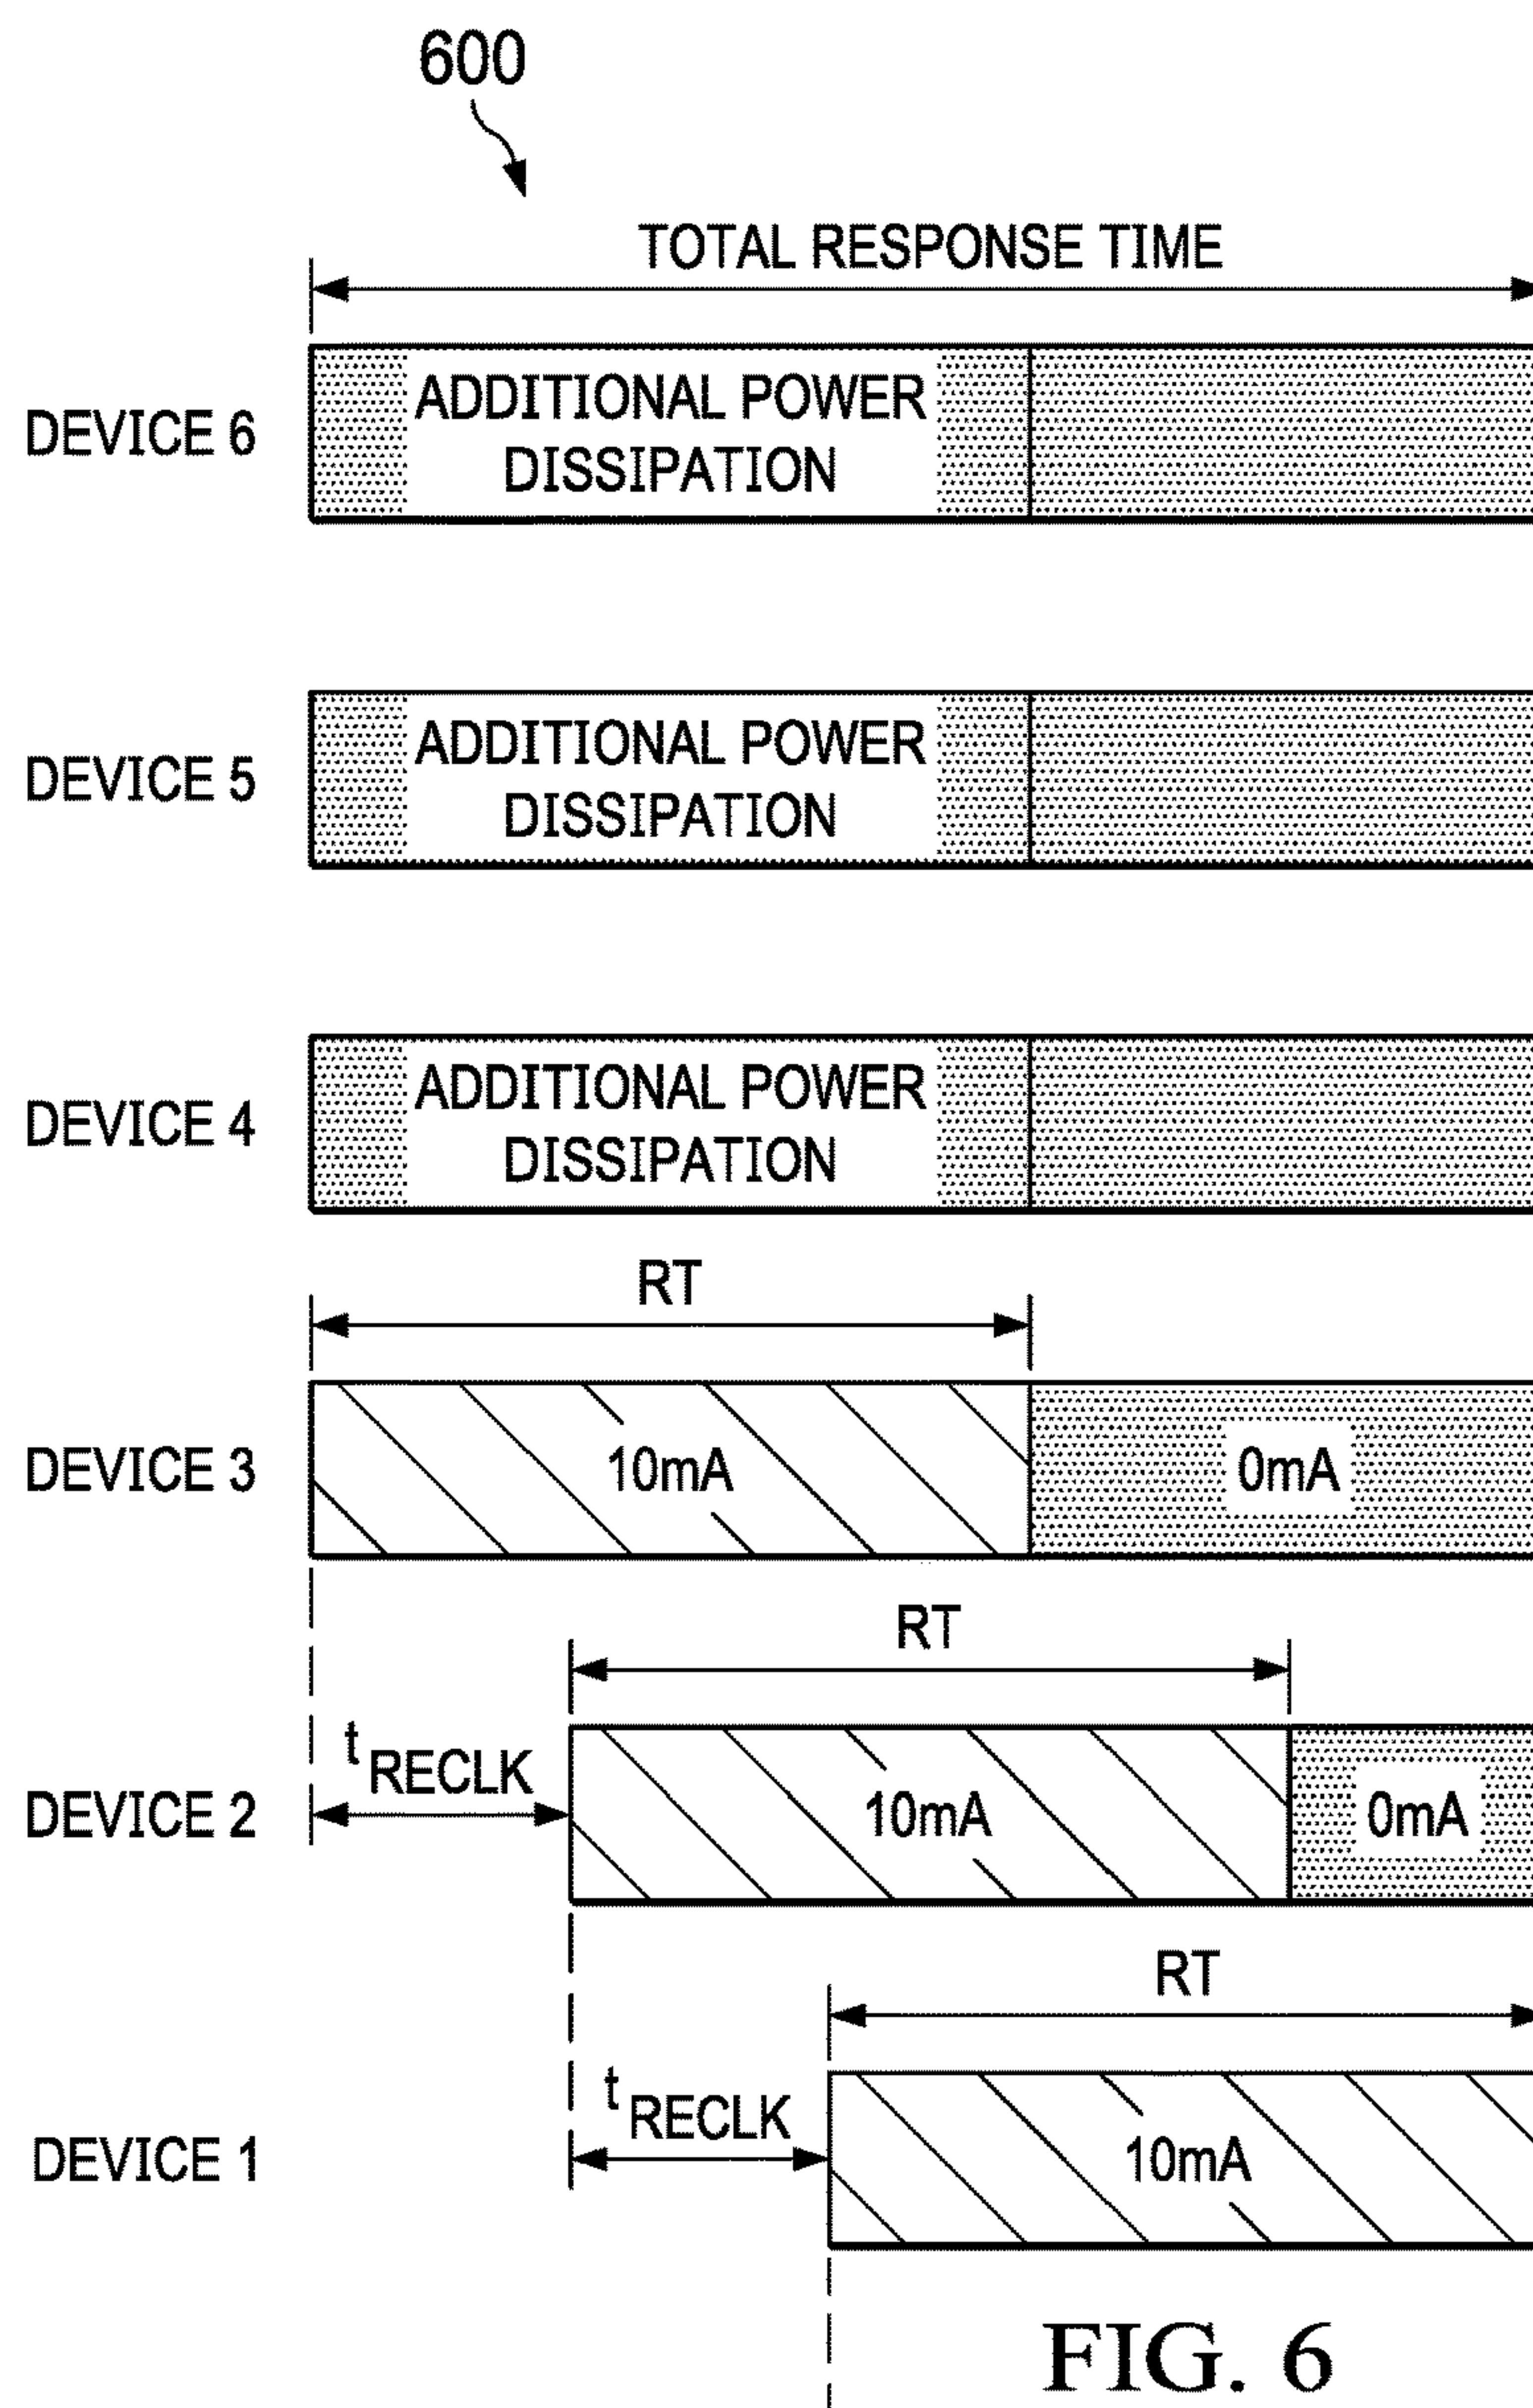 600
TOTAL RESPONSE TIME
DEVICE 6
ADDITIONAL POWER
DISSIPATION
DEVICE 5
ADDITIONAL POWER
DISSIPATION
DEVICE 4
ADDITIONAL POWER
DISSIPATION
RT
DEVICE 3
10mA
0mA
RT
DEVICE 2
tRECLK
10mA
0mA
RT
DEVICE 1
tRECLK
10mA
FIG. 6